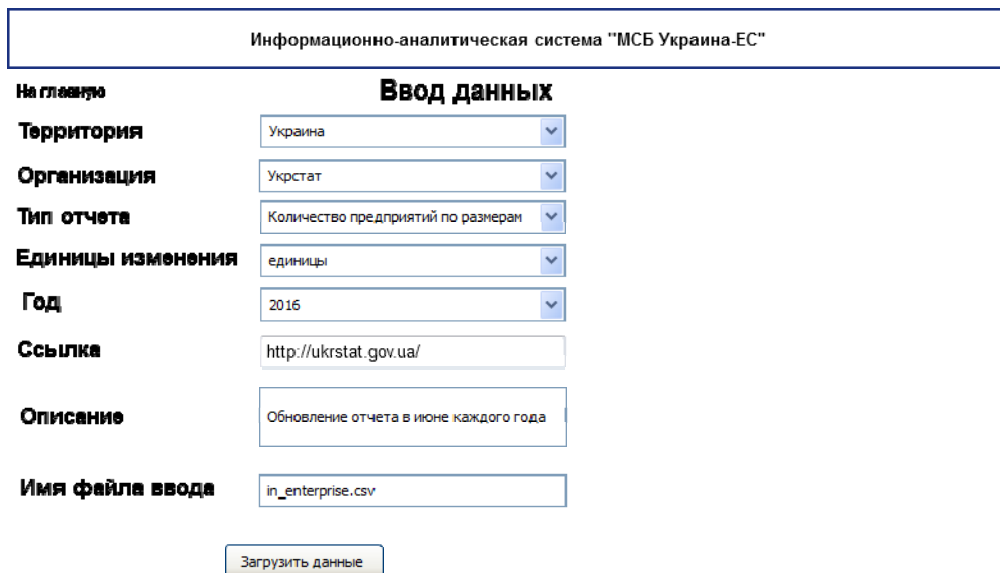 Информационно-аналитическая система "МСБ Украина-ЕС"
На главную Ввод данных
Территория Украина
Организация Укрстат
Тип отчета Количество предприятий по размерам
Единицы изменения единицы
Год 2016
Ссылка http://ukrstat.gov.ua/
Описание Обновление отчета в июне каждого года
Имя файла ввода in_enterprise.csv
Загрузить данные